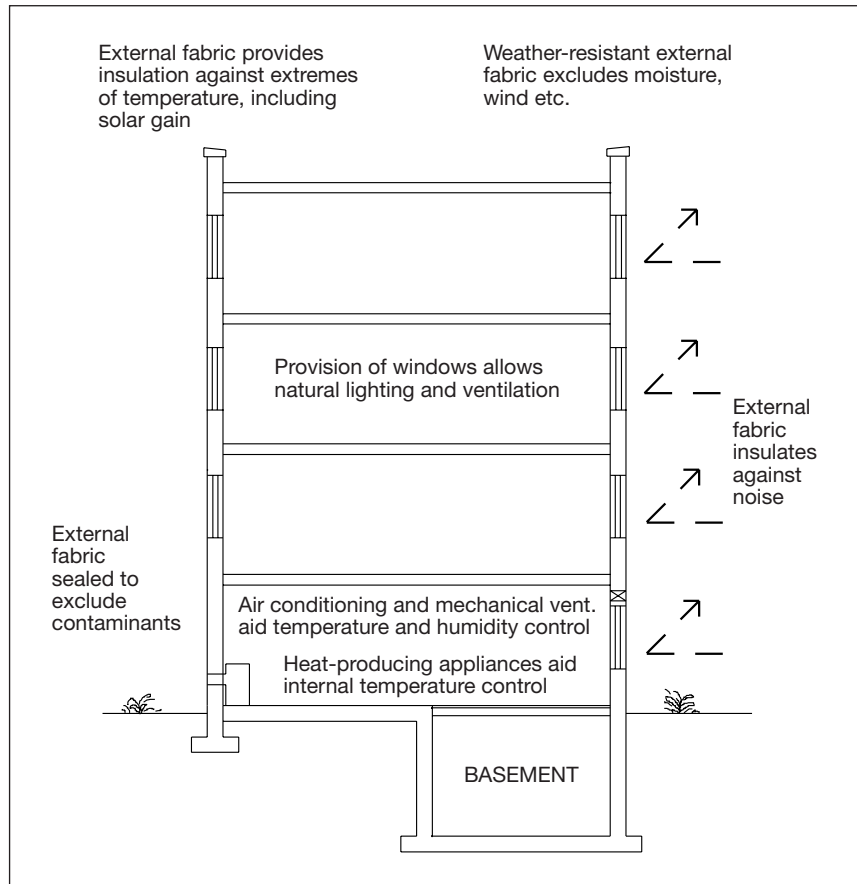 External fabric provides
insulation against extremes
of temperature, including
solar gain
Weather-resistant external
fabric excludes moisture,
wind etc.
Provision of windows allows
natural lighting and ventilation
External
fabric
insulates
against
noise
External
fabric
sealed to
exclude
contaminants
Air conditioning and mechanical vent.
aid temperature and humidity control
Heat-producing appliances aid
internal temperature control
BASEMENT